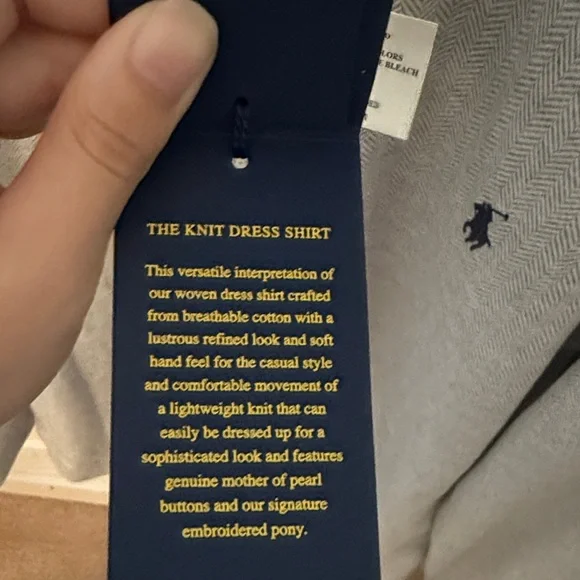 LORS
BLEACH
THE KNIT DRESS SHIRT
This versatile interpretation of
our woven dress shirt crafted
from breathable cotton with a
lustrous refined look and soft
hand feel for the casual style
and comfortable movement of
a lightweight knit that can
easily be dressed up for a
sophisticated look and features
genuine mother of pearl
buttons and our signature
embroidered pony.